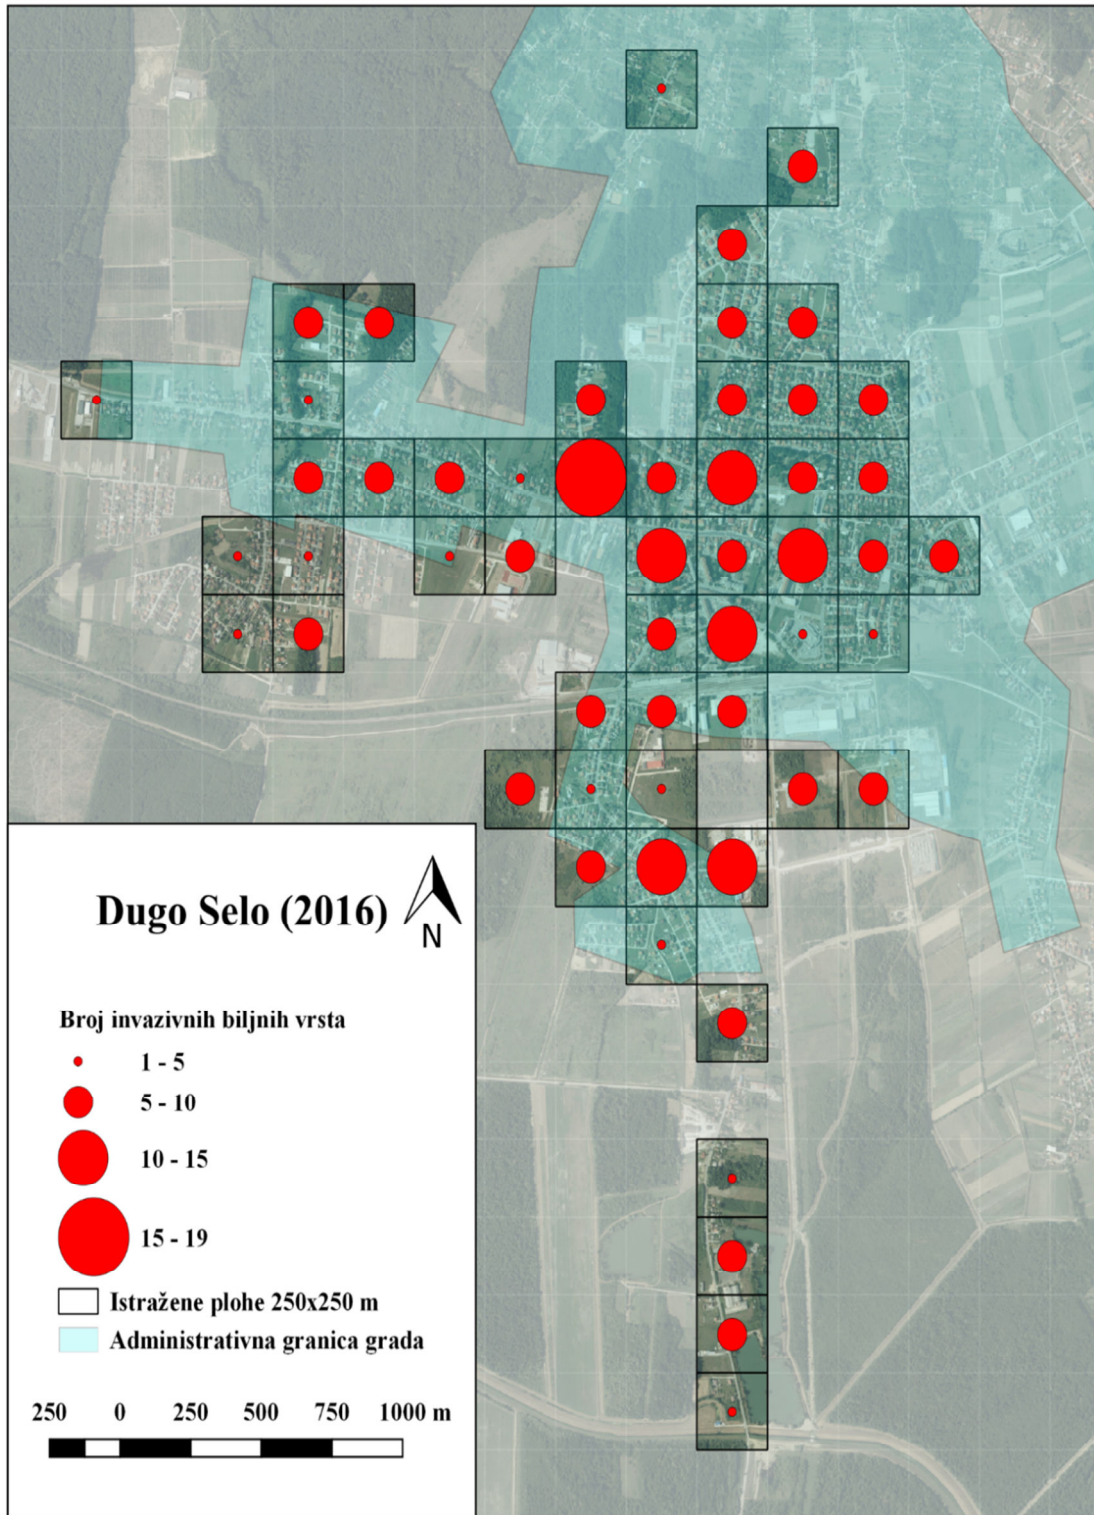 Dugo Selo (2016)
N
Broj invazivnih biljnih vrsta
1 - 5
5 - 10
10 - 15
15 - 19
Istražene plohe 250x250 m
Administrativna granica grada
250 0 250 500 750 1000 m